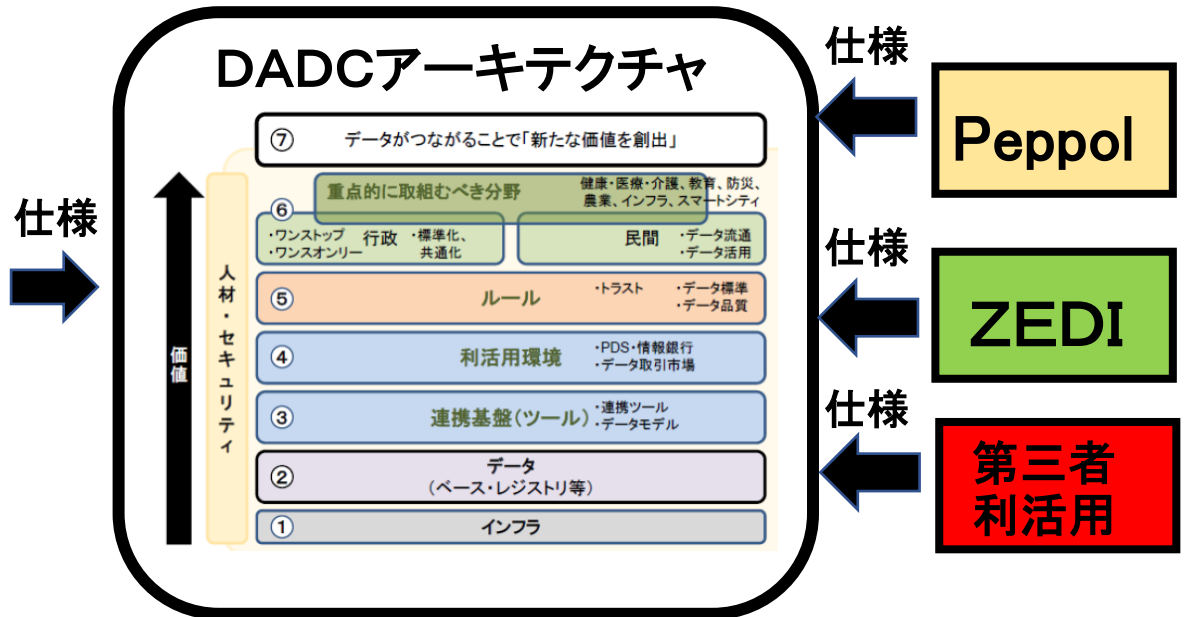 DADCアーキテクチャ
仕様
⑦ データがつながることで「新たな価値を創出」
⑥
重点的に取組むべき分野
健康・医療・介護、教育、防災、
農業、インフラ、スマートシティ
・ワンストップ
・ワンスオンリー
行政
・標準化、
共通化
民間
・データ流通
・データ活用
⑤ ルール
・トラスト
・データ標準
・データ品質
④ 利活用環境
・PDS・情報銀行
・データ取引市場
③ 連携基盤(ツール)
・連携ツール
・データモデル
② データ
(ベース・レジストリ等)
① インフラ
価値
人材・セキュリティ
仕様
Peppol
仕様
ZEDI
仕様
第三者
利活用